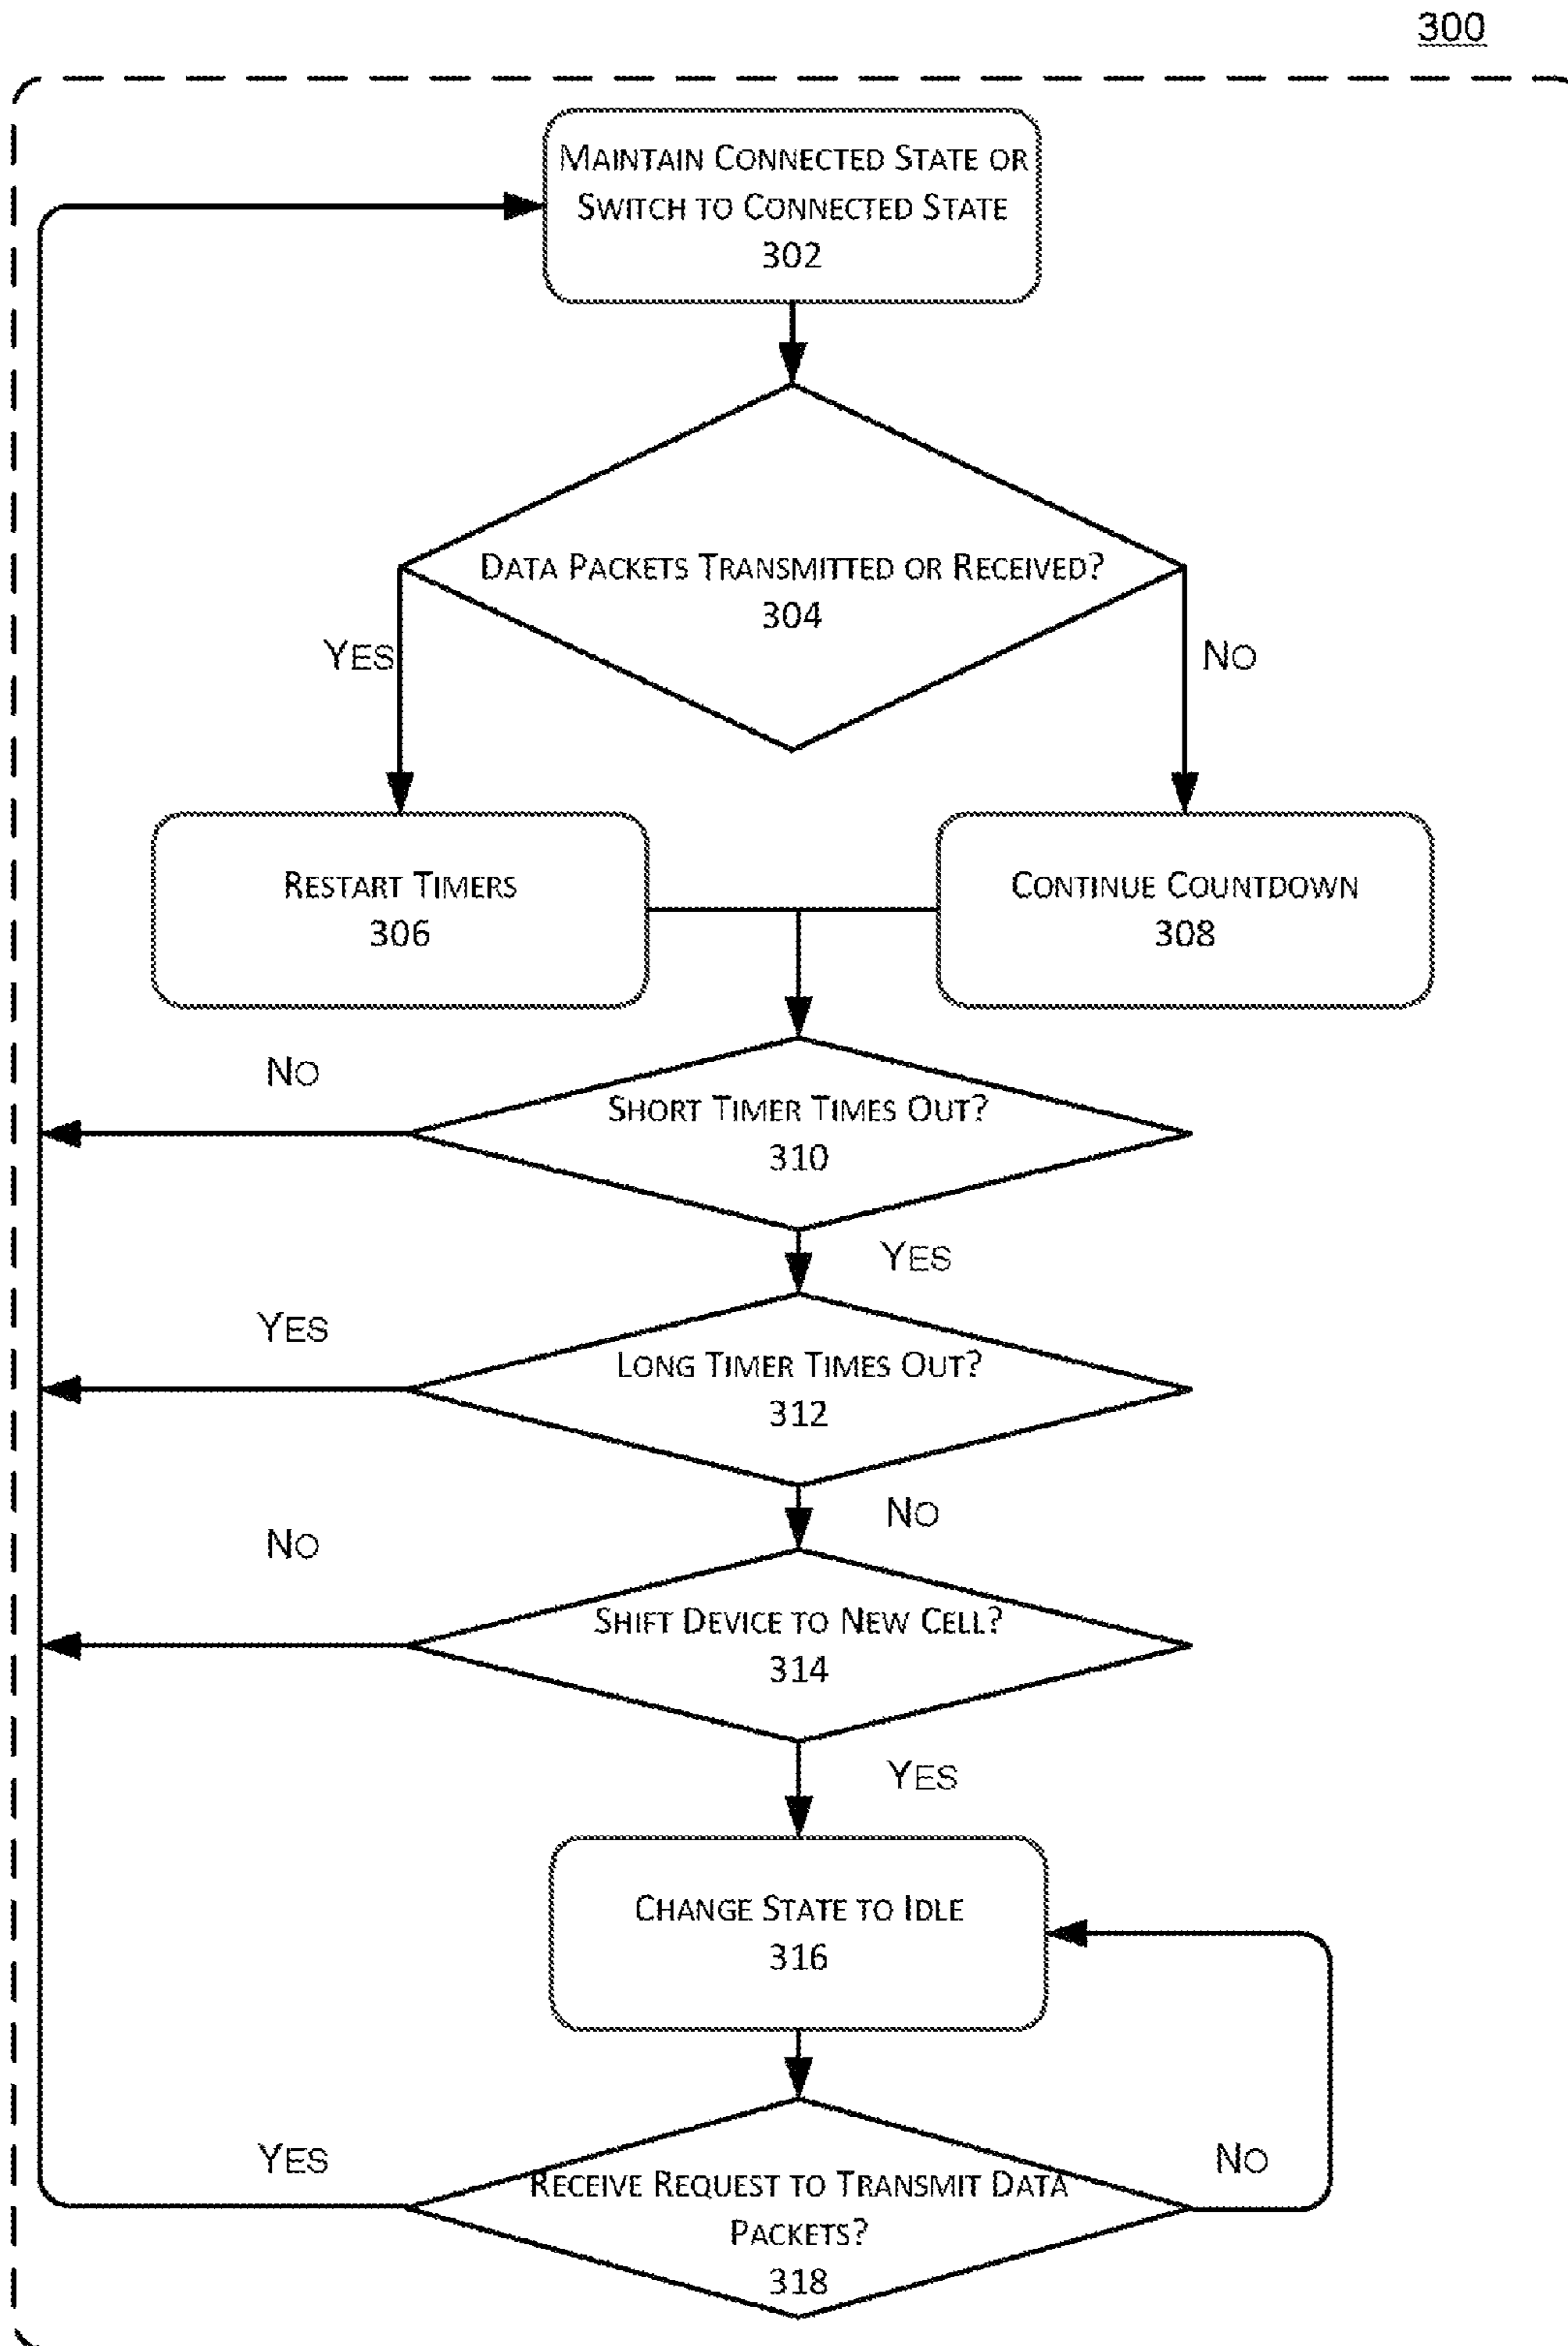 300
MAINTAIN CONNECTED STATE OR
SWITCH TO CONNECTED STATE
302
DATA PACKETS TRANSMITTED OR RECEIVED?
304
YES
NO
RESTART TIMERS
306
CONTINUE COUNTDOWN
308
NO
SHORT TIMER TIMES OUT?
310
YES
YES
LONG TIMER TIMES OUT?
312
NO
NO
SHIFT DEVICE TO NEW CELL?
314
YES
CHANGE STATE TO IDLE
316
YES
NO
RECEIVE REQUEST TO TRANSMIT DATA
PACKETS?
318